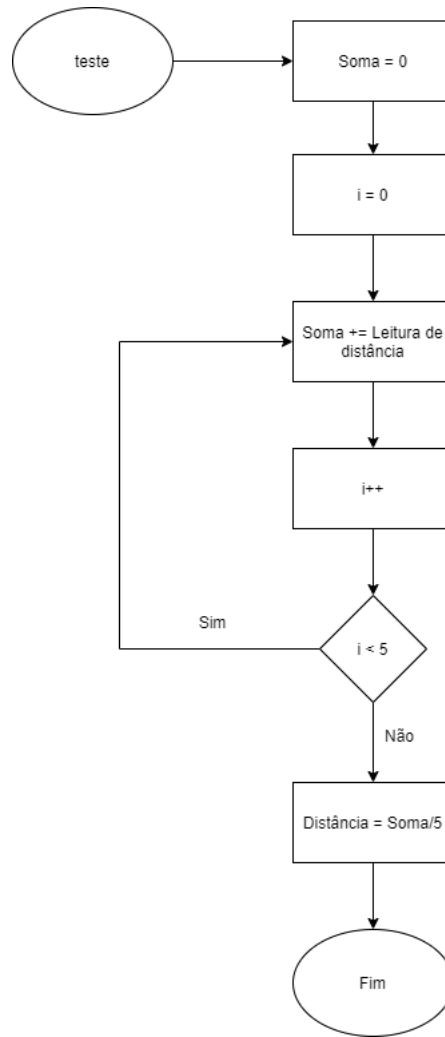 teste
Soma = 0
i = 0
Soma += Leitura de
distância
i++
Sim
i < 5
Não
Distância = Soma/5
Fim